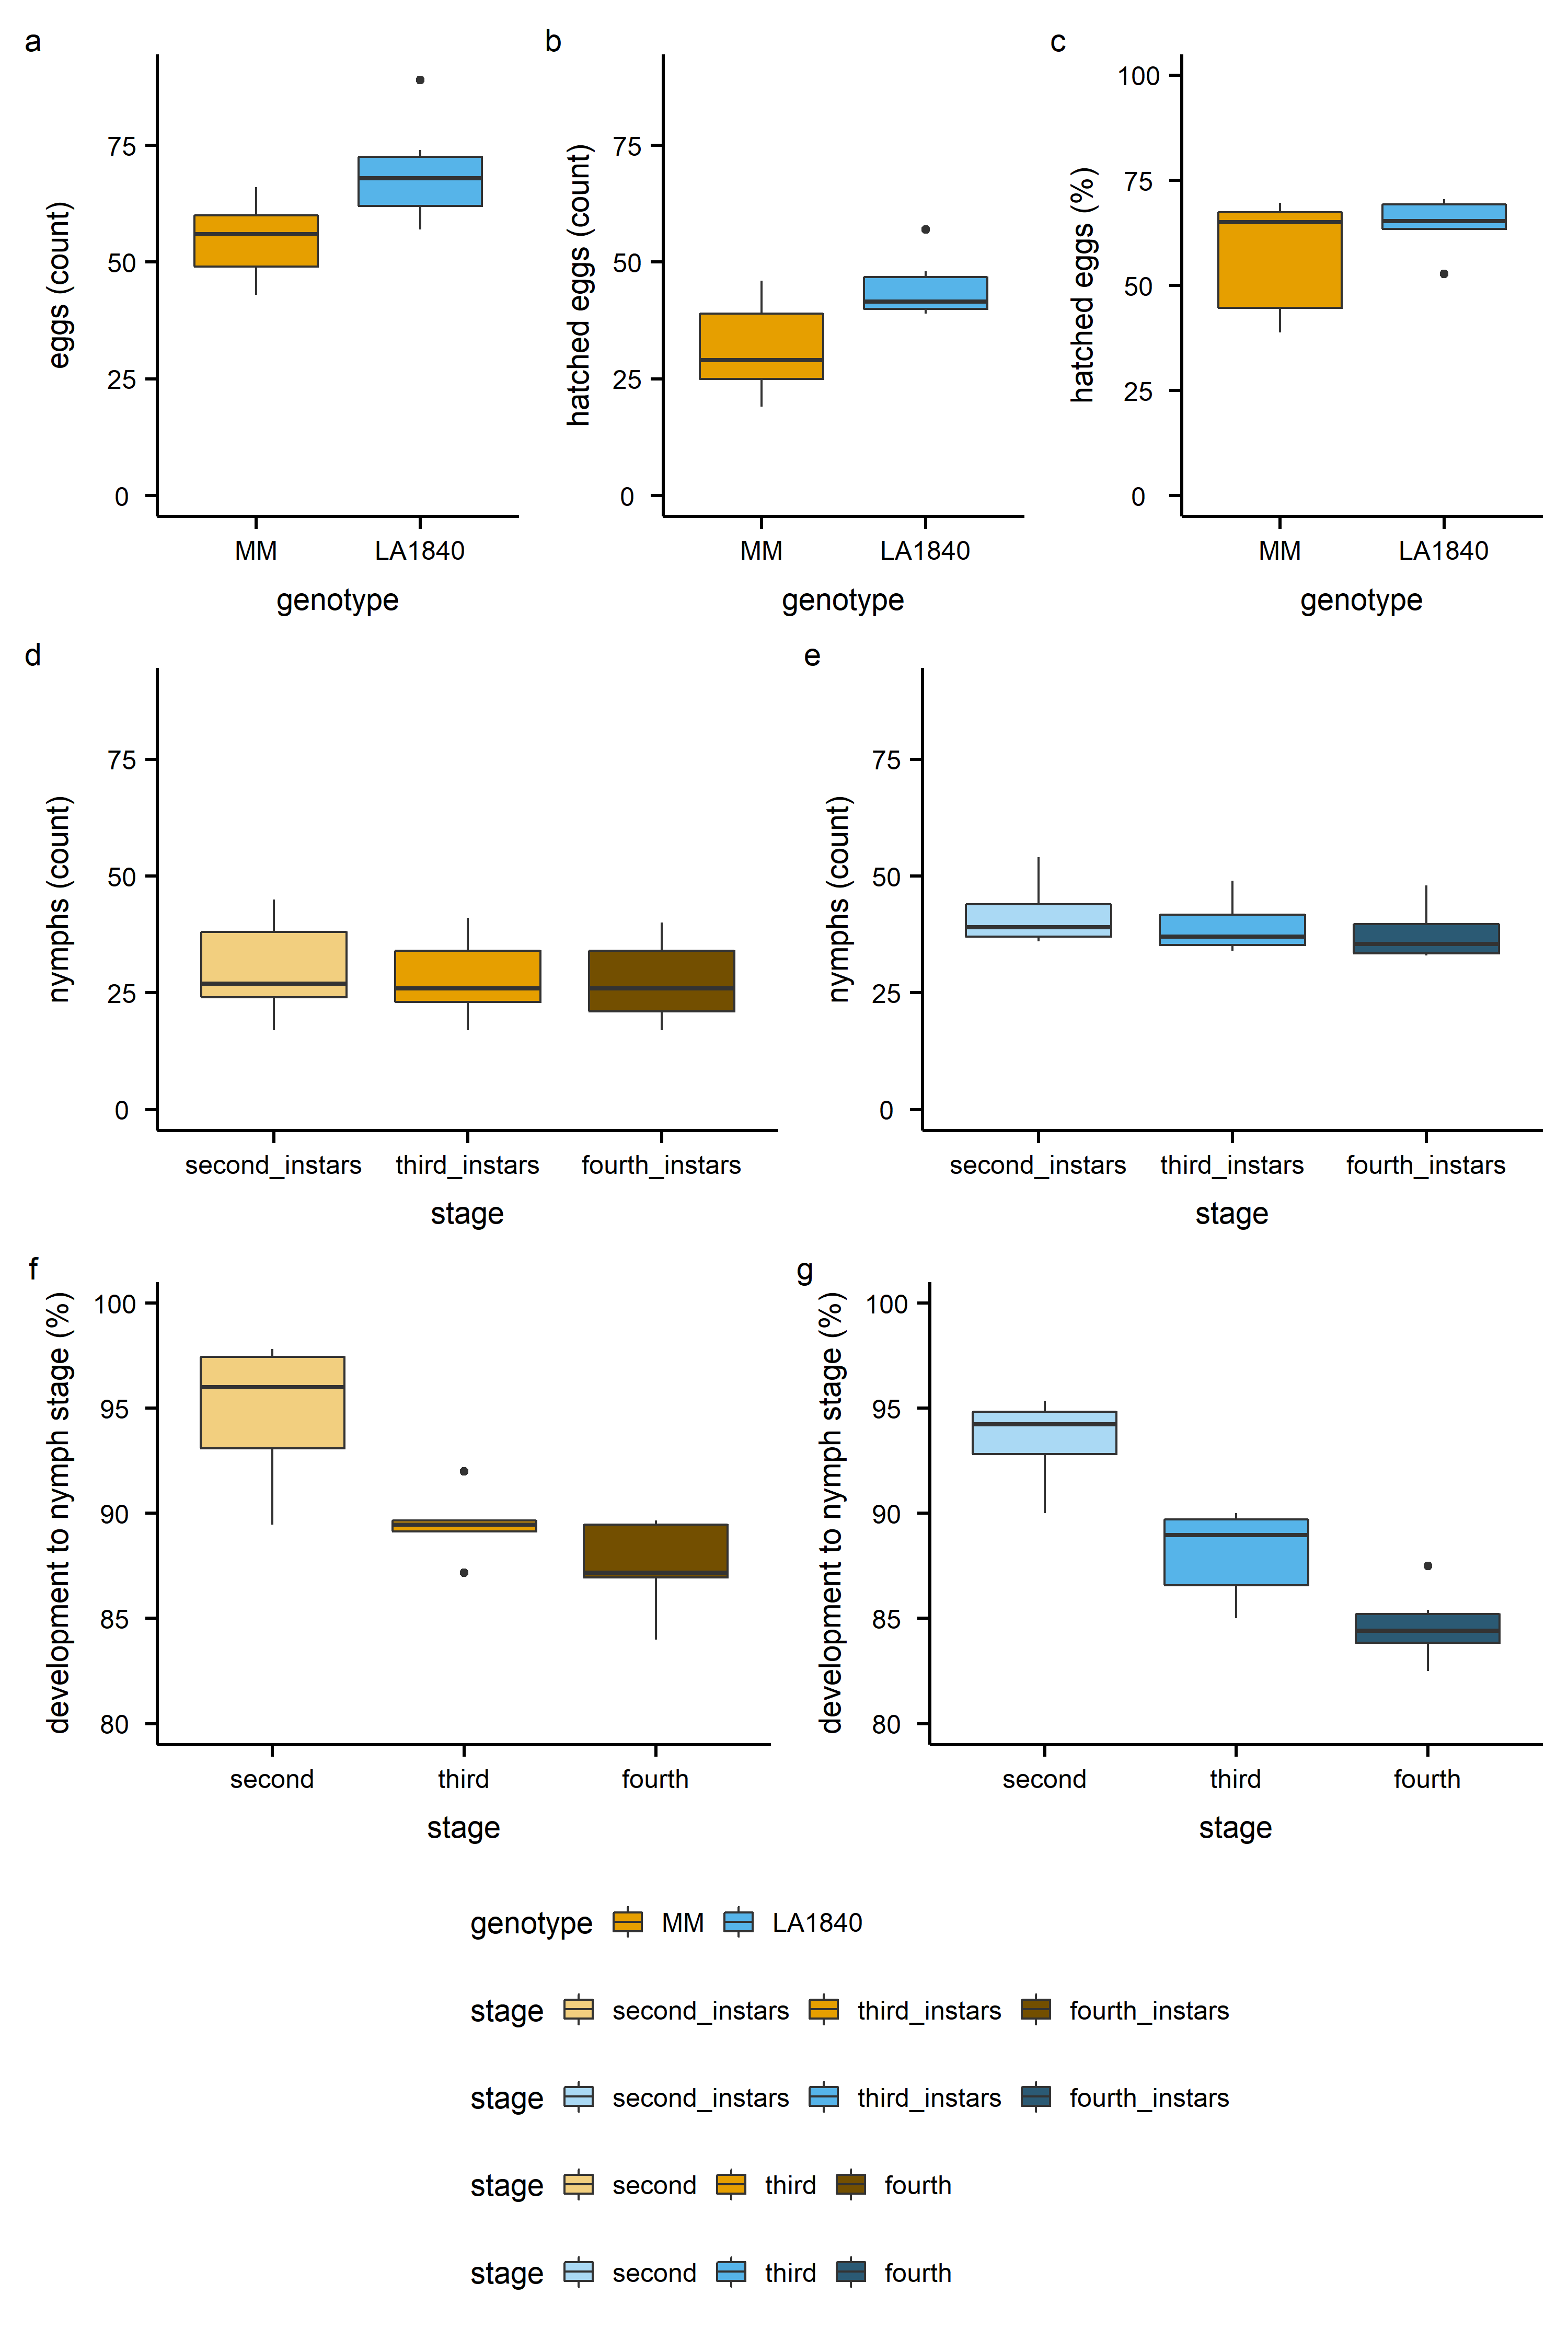 a
b
c
eggs (count)
75
50
25
0
MM LA1840
genotype
hatched eggs (count)
75
50
25
0
MM LA1840
genotype
hatched eggs (%)
100
75
50
25
0
MM LA1840
genotype
d
e
nymphs (count)
75
50
25
0
second_instars third_instars fourth_instars
stage
nymphs (count)
75
50
25
0
second_instars third_instars fourth_instars
stage
f
g
development to nymph stage (%)
100
95
90
85
80
second third fourth
stage
development to nymph stage (%)
100
95
90
85
80
second third fourth
stage
genotype MM LA1840
stage second_instars third_instars fourth_instars
stage second_instars third_instars fourth_instars
stage second third fourth
stage second third fourth